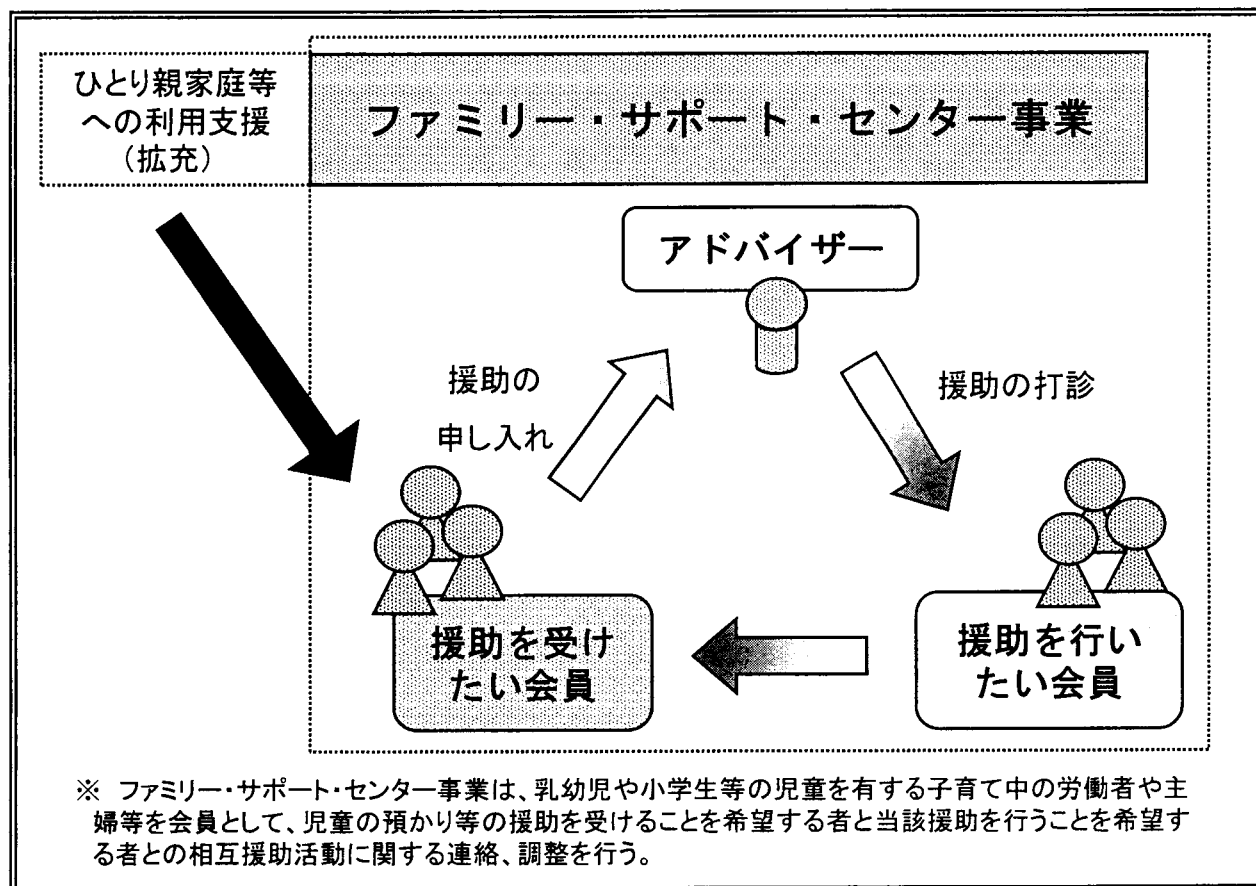 ひとり親家庭等
への利用支援
(拡充)
ファミリー・サポート・センター事業
アドバイザー
援助の
申し入れ
援助の打診
援助を受け
たい会員
援助を行い
たい会員
※ ファミリー・サポート・センター事業は、乳幼児や小学生等の児童を有する子育て中の労働者や主
婦等を会員として、児童の預かり等の援助を受けることを希望する者と当該援助を行うことを希望す
る者との相互援助活動に関する連絡、調整を行う。